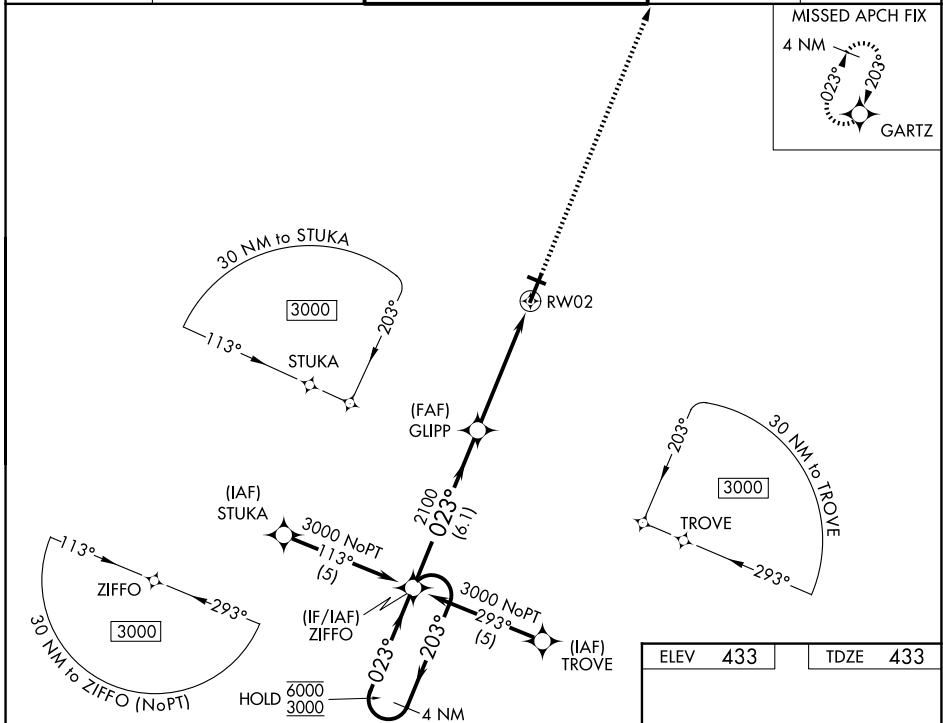 MISSED APCH FIX
4 NM
023°
203°
GARTZ
30 NM to STUKA
3000
203°
113°
STUKA
RW02
(FAF)
GLIPP
30 NM to TROVE
203°
3000
TROVE
293°
2100
023°
(6.1)
(IAF)
STUKA
3000 NoPT
113°
(5)
113°
ZIFFO
293°
3000
30 NM to ZIFFO (NoPT)
(IF/IAF)
ZIFFO
3000 NoPT
293°
(5)
(IAF)
TROVE
023°
203°
HOLD 6000
3000
4 NM
ELEV 433
TDZE 433